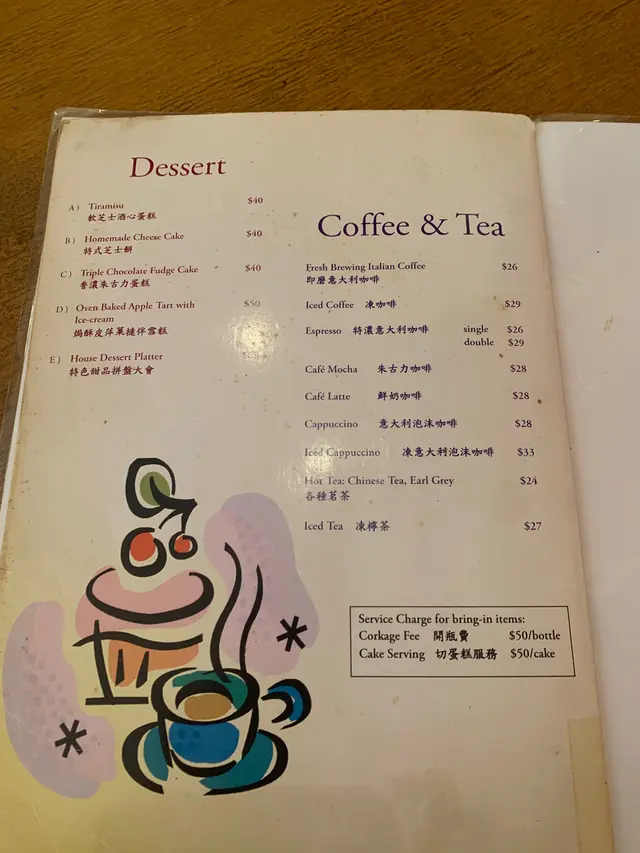 Dessert
A) Tiramisu $40
軟芝士酒心蛋糕
B) Homemade Cheese Cake $40
特式芝士餅
C) Triple Chocolate Fudge Cake $40
香濃朱古力蛋糕
D) Oven Baked Apple Tart with $50
Ice-cream
焗酥皮萍菓撻伴雪糕
E) House Dessert Platter
特色甜品拼盤大會
Coffee & Tea
Fresh Brewing Italian Coffee $26
即磨意大利咖啡
Iced Coffee 凍咖啡 $29
Espresso 特濃意大利咖啡 single $26
double $29
Café Mocha 朱古力咖啡 $28
Café Latte 鮮奶咖啡 $28
Cappuccino 意大利泡沫咖啡 $28
Iced Cappuccino 凍意大利泡沫咖啡 $33
Hot Tea: Chinese Tea, Earl Grey $24
各種茗茶
Iced Tea 凍檸茶 $27
Service Charge for bring-in items:
Corkage Fee 開瓶費 $50/bottle
Cake Serving 切蛋糕服務 $50/cake